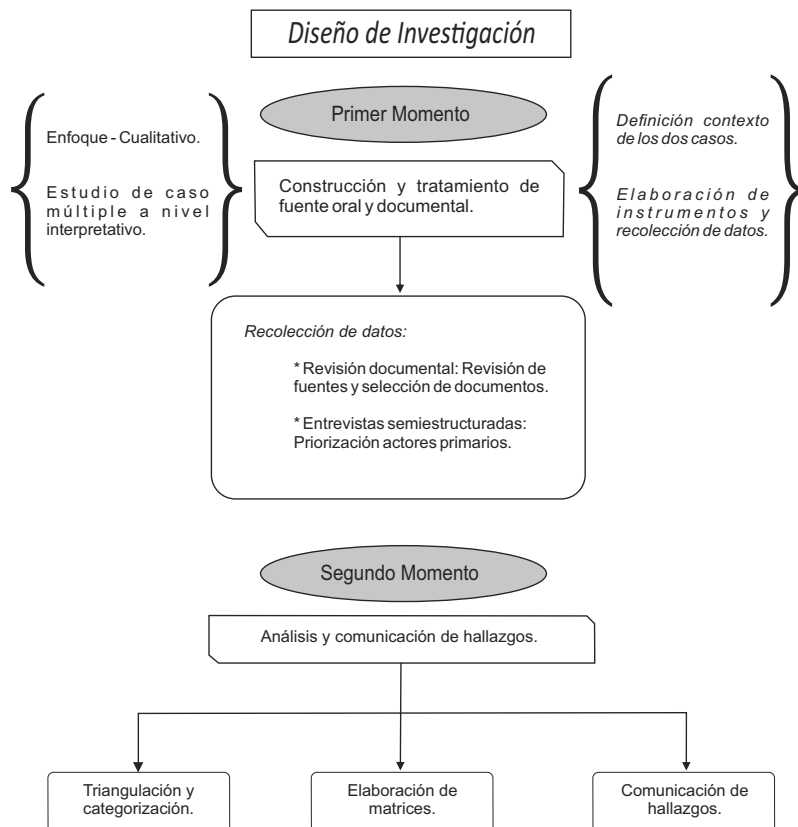 Diseño de Investigación
Primer Momento
Enfoque - Cualitativo.
Estudio de caso
múltiple a nivel
interpretativo.
Construcción y tratamiento de
fuente oral y documental.
Definición contexto
de los dos casos.
Elaboración de
instrumentos y
recolección de datos.
Recolección de datos:
* Revisión documental: Revisión de
fuentes y selección de documentos.
* Entrevistas semiestructuradas:
Priorización actores primarios.
Segundo Momento
Análisis y comunicación de hallazgos.
Triangulación y
categorización.
Elaboración de
matrices.
Comunicación de
hallazgos.